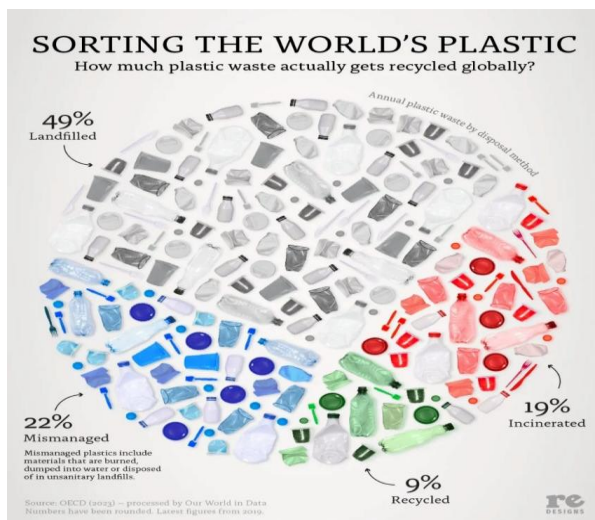 SORTING THE WORLD'S PLASTIC
How much plastic waste actually gets recycled globally?
Annual plastic waste by disposal method
49%
Landfilled
19%
Incinerated
22%
Mismanaged
Mismanaged plastics include
materials that are burned,
dumped into water or disposed
of in unsanitary landfills.
9%
Recycled
Source: OECD (2023) – processed by Our World in Data
Numbers have been rounded. Latest figures from 2019.
re
DESIGNS